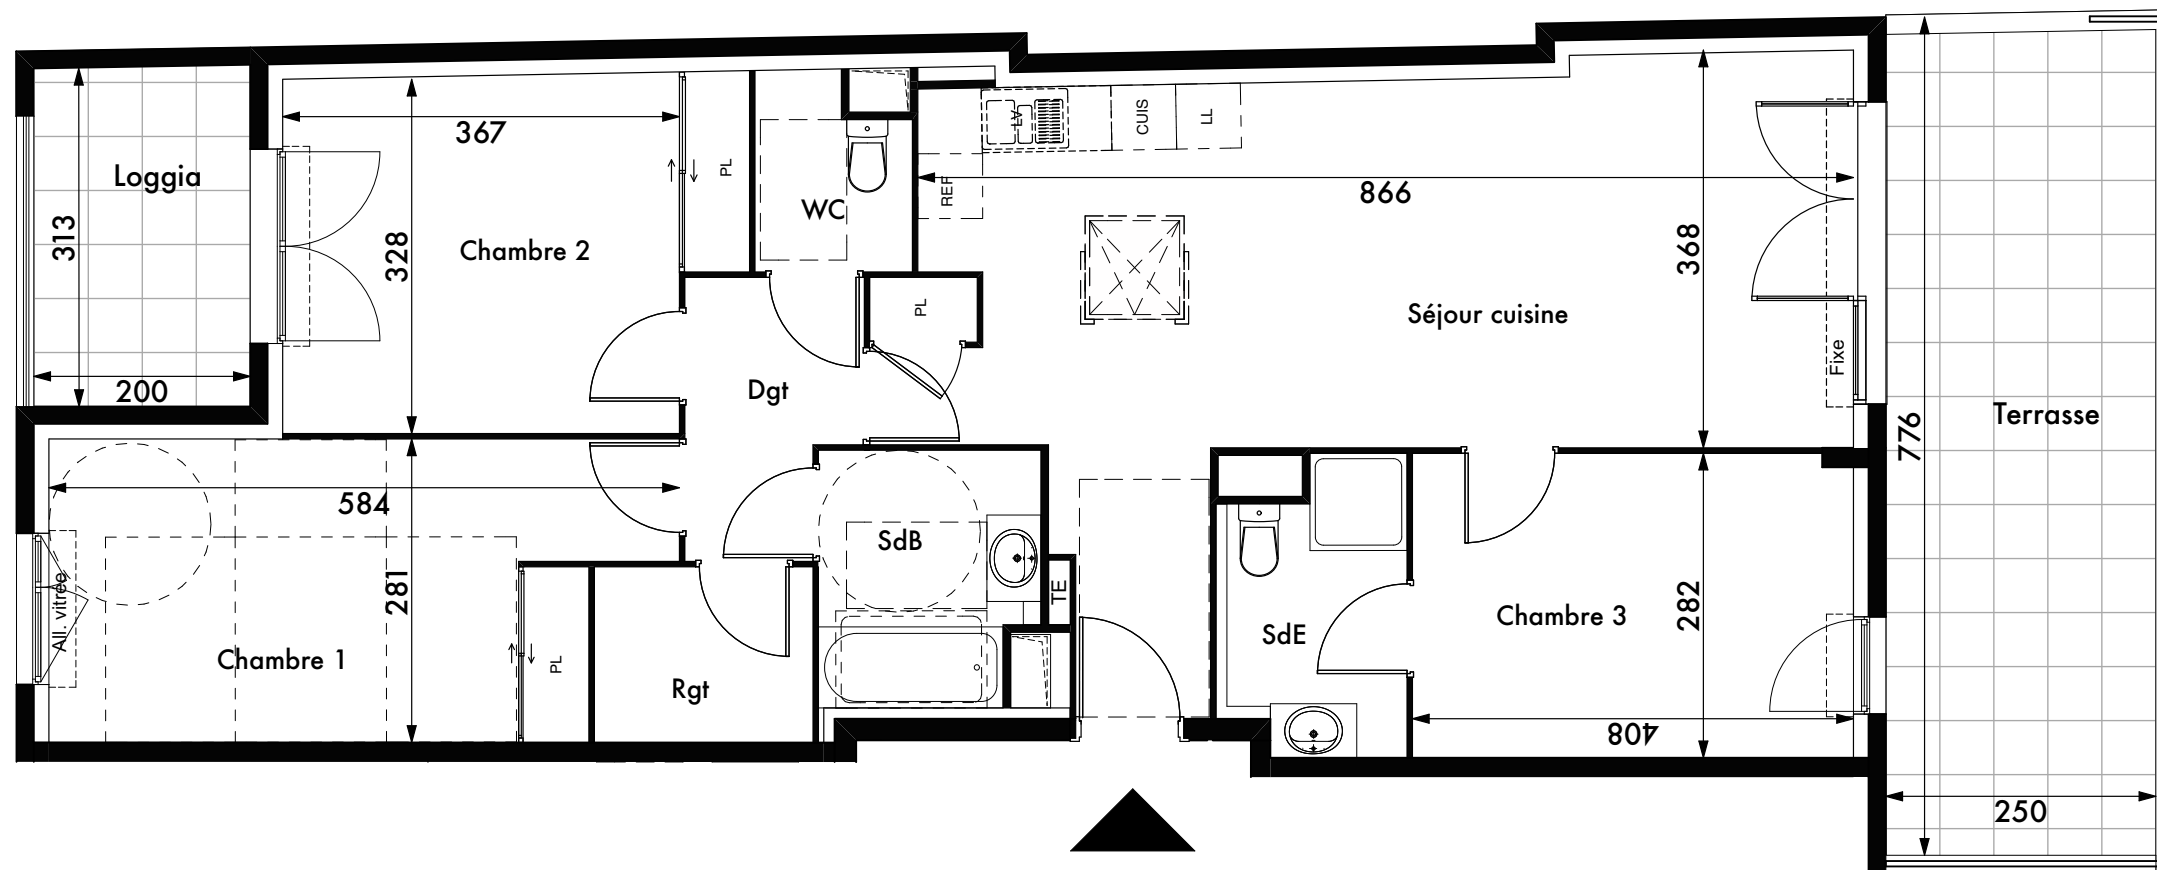 Loggia
313
200
367
328
Chambre 2
PL
WC
REF
LV
CUIS
LL
866
368
Séjour cuisine
Fixe
776
Terrasse
250
Dgt
PL
584
281
All. vitrée
Chambre 1
PL
Rgt
SdB
TE
SdE
Chambre 3
282
408